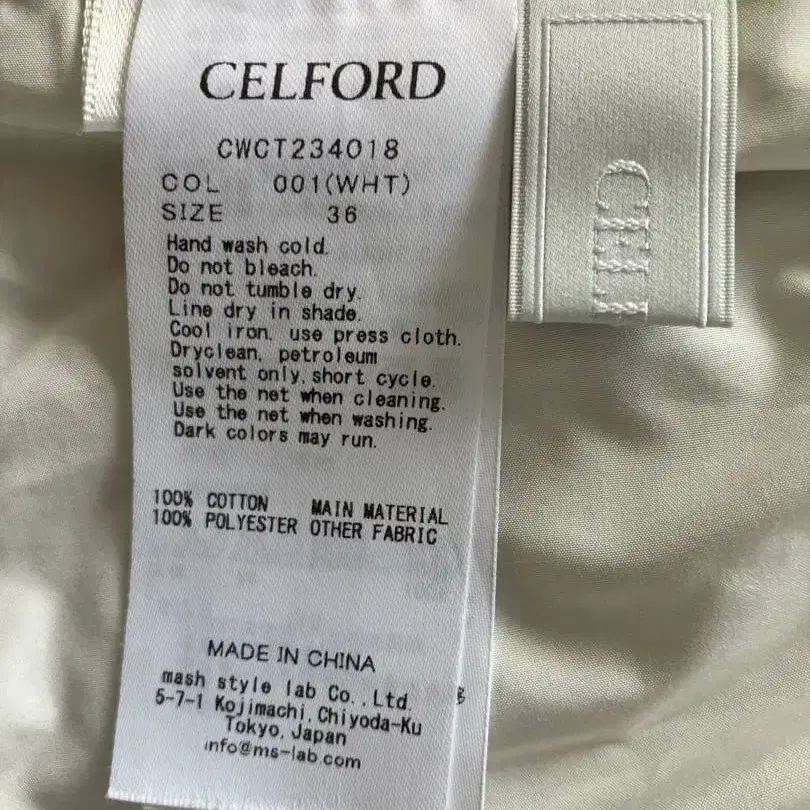 CELFORD
CWCT234018
COL 001(WHT)
SIZE 36
Hand wash cold.
Do not bleach.
Do not tumble dry.
Line dry in shade.
Cool iron, use press cloth.
Dryclean, petroleum
solvent only, short cycle.
Use the net when cleaning.
Use the net when washing.
Dark colors may run.
100% COTTON MAIN MATERIAL
100% POLYESTER OTHER FABRIC
MADE IN CHINA
mash style lab Co.,Ltd.
5-7-1 Kojimachi,Chiyoda-Ku
Tokyo,Japan
info@ms-lab.com
CELF